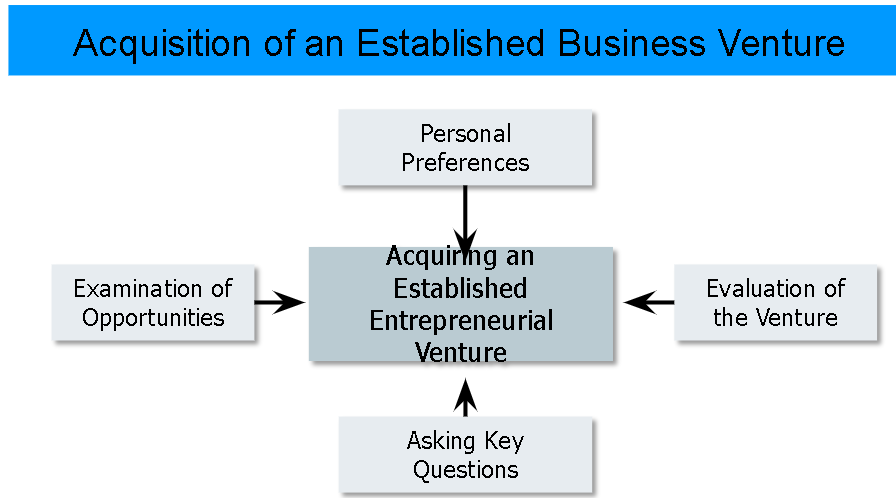 Acquisition of an Established Business Venture
Personal
Preferences
Examination of
Opportunities
Acquiring an
Established
Entrepreneurial
Venture
Evaluation of
the Venture
Asking Key
Questions